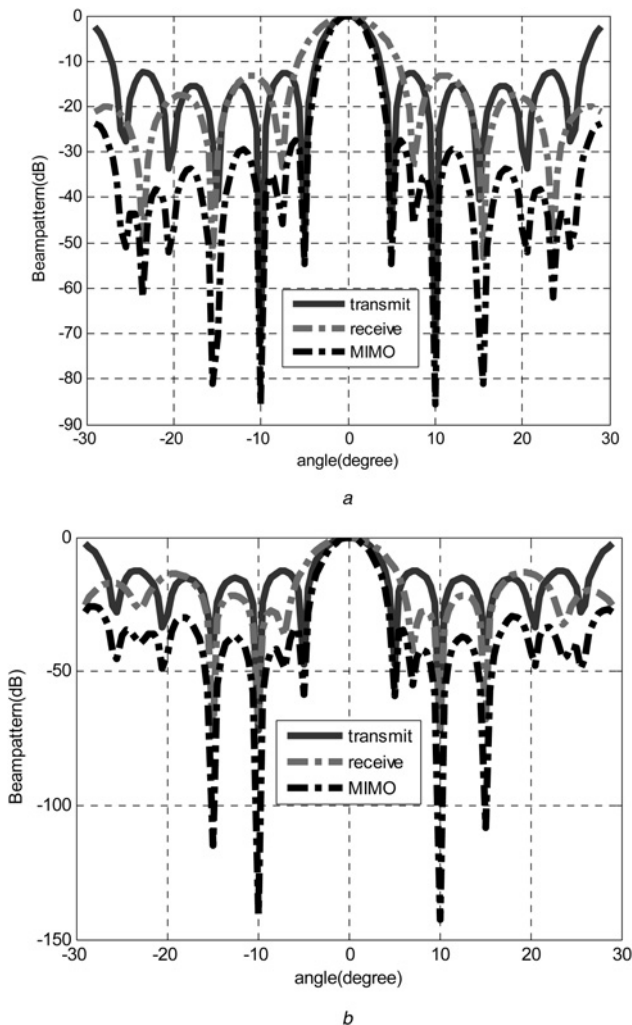 0
-10
-20
-30
-40
-50
-60
-70
-80
-90
Beampattern(dB)
transmit
receive
MIMO
-30 -20 -10 0 10 20 30
angle(degree)
a
0
-50
-100
-150
Beampattern(dB)
transmit
receive
MIMO
-30 -20 -10 0 10 20 30
angle(degree)
b